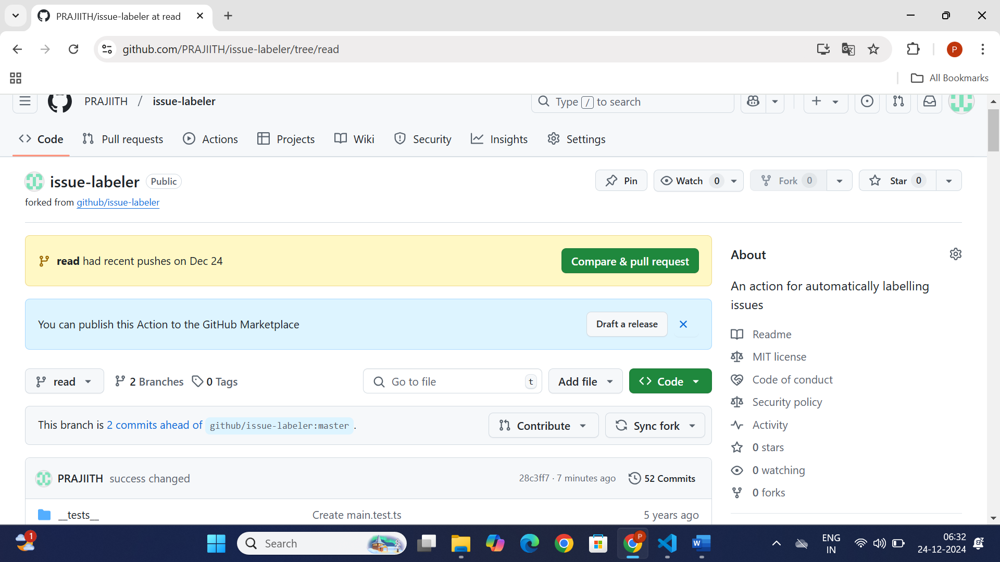 PRAJIITH/issue-labeler at read
github.com/PRAJIITH/issue-labeler/tree/read
P
All Bookmarks
PRAJIITH / issue-labeler
Type / to search
Code Pull requests Actions Projects Wiki Security Insights Settings
issue-labeler Public
Pin Watch 0 Fork 0 Star 0
forked from github/issue-labeler
read had recent pushes on Dec 24
Compare & pull request
You can publish this Action to the GitHub Marketplace
Draft a release
read 2 Branches 0 Tags
Go to file t
Add file
Code
This branch is 2 commits ahead of github/issue-labeler:master .
Contribute Sync fork
PRAJIITH success changed 28c3ff7 · 7 minutes ago 52 Commits
__tests__ Create main.test.ts 5 years ago
About
An action for automatically labelling
issues
Readme
MIT license
Code of conduct
Security policy
Activity
0 stars
0 watching
0 forks
1
Search
P
W
ENG
IN
06:32
24-12-2024